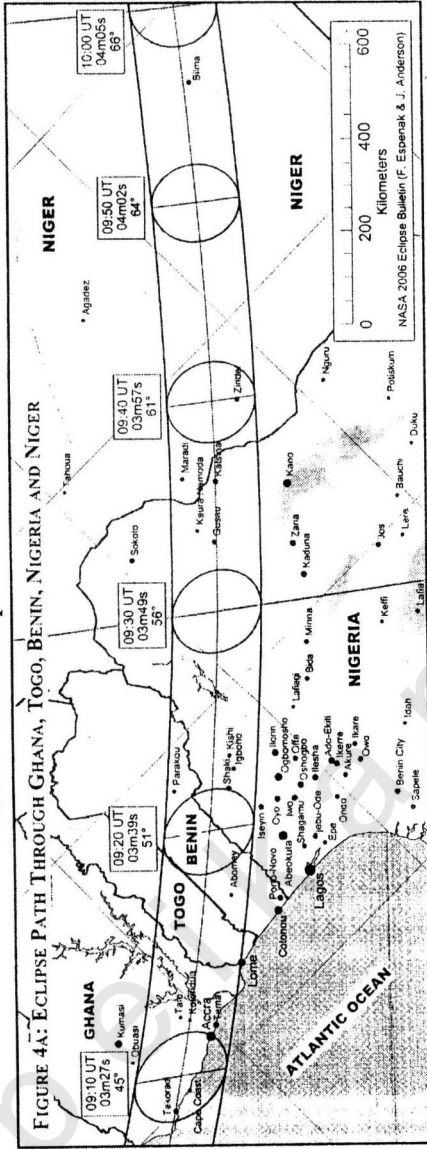 FIGURE 4A: ECLIPSE PATH THROUGH GHANA, TOGO, BENIN, NIGERIA AND NIGER
09:10 UT
03m27s
45°
09:20 UT
03m39s
51°
09:30 UT
03m49s
56°
09:40 UT
03m57s
61°
09:50 UT
04m02s
64°
10:00 UT
04m05s
66°
GHANA
Kumasi
Obuasi
Tafo
Koforidua
Accra
Tema
Cape Coast
TOGO
Lome
BENIN
Parakou
Abomey
Porto-Novo
Cotonou
Shaki
Kishi
Igboho
Iseyin
Oyo
Ilorin
Ogbomosho
Offa
Oshogbo
Iwo
Ilesha
Abeokuta
Shagamu
Ijebu-Ode
Epe
Lagos
Ado-Ekiti
Ikerre
Akure
Ikare
Owo
Ondo
Benin City
Sapele
Idah
Lafiagi
Bida
Minna
Kaduna
Zaria
Kano
Sokoto
Kaura Namoda
Gusau
Katsina
Maradi
Tahoua
Agadez
NIGER
Zinder
Bilma
NIGER
NIGERIA
Keffi
Lafia
Jos
Lere
Bauchi
Duku
Potiskum
Nguru
ATLANTIC OCEAN
0 200 400 600
Kilometers
NASA 2006 Eclipse Bulletin (F. Espenak & J. Anderson)